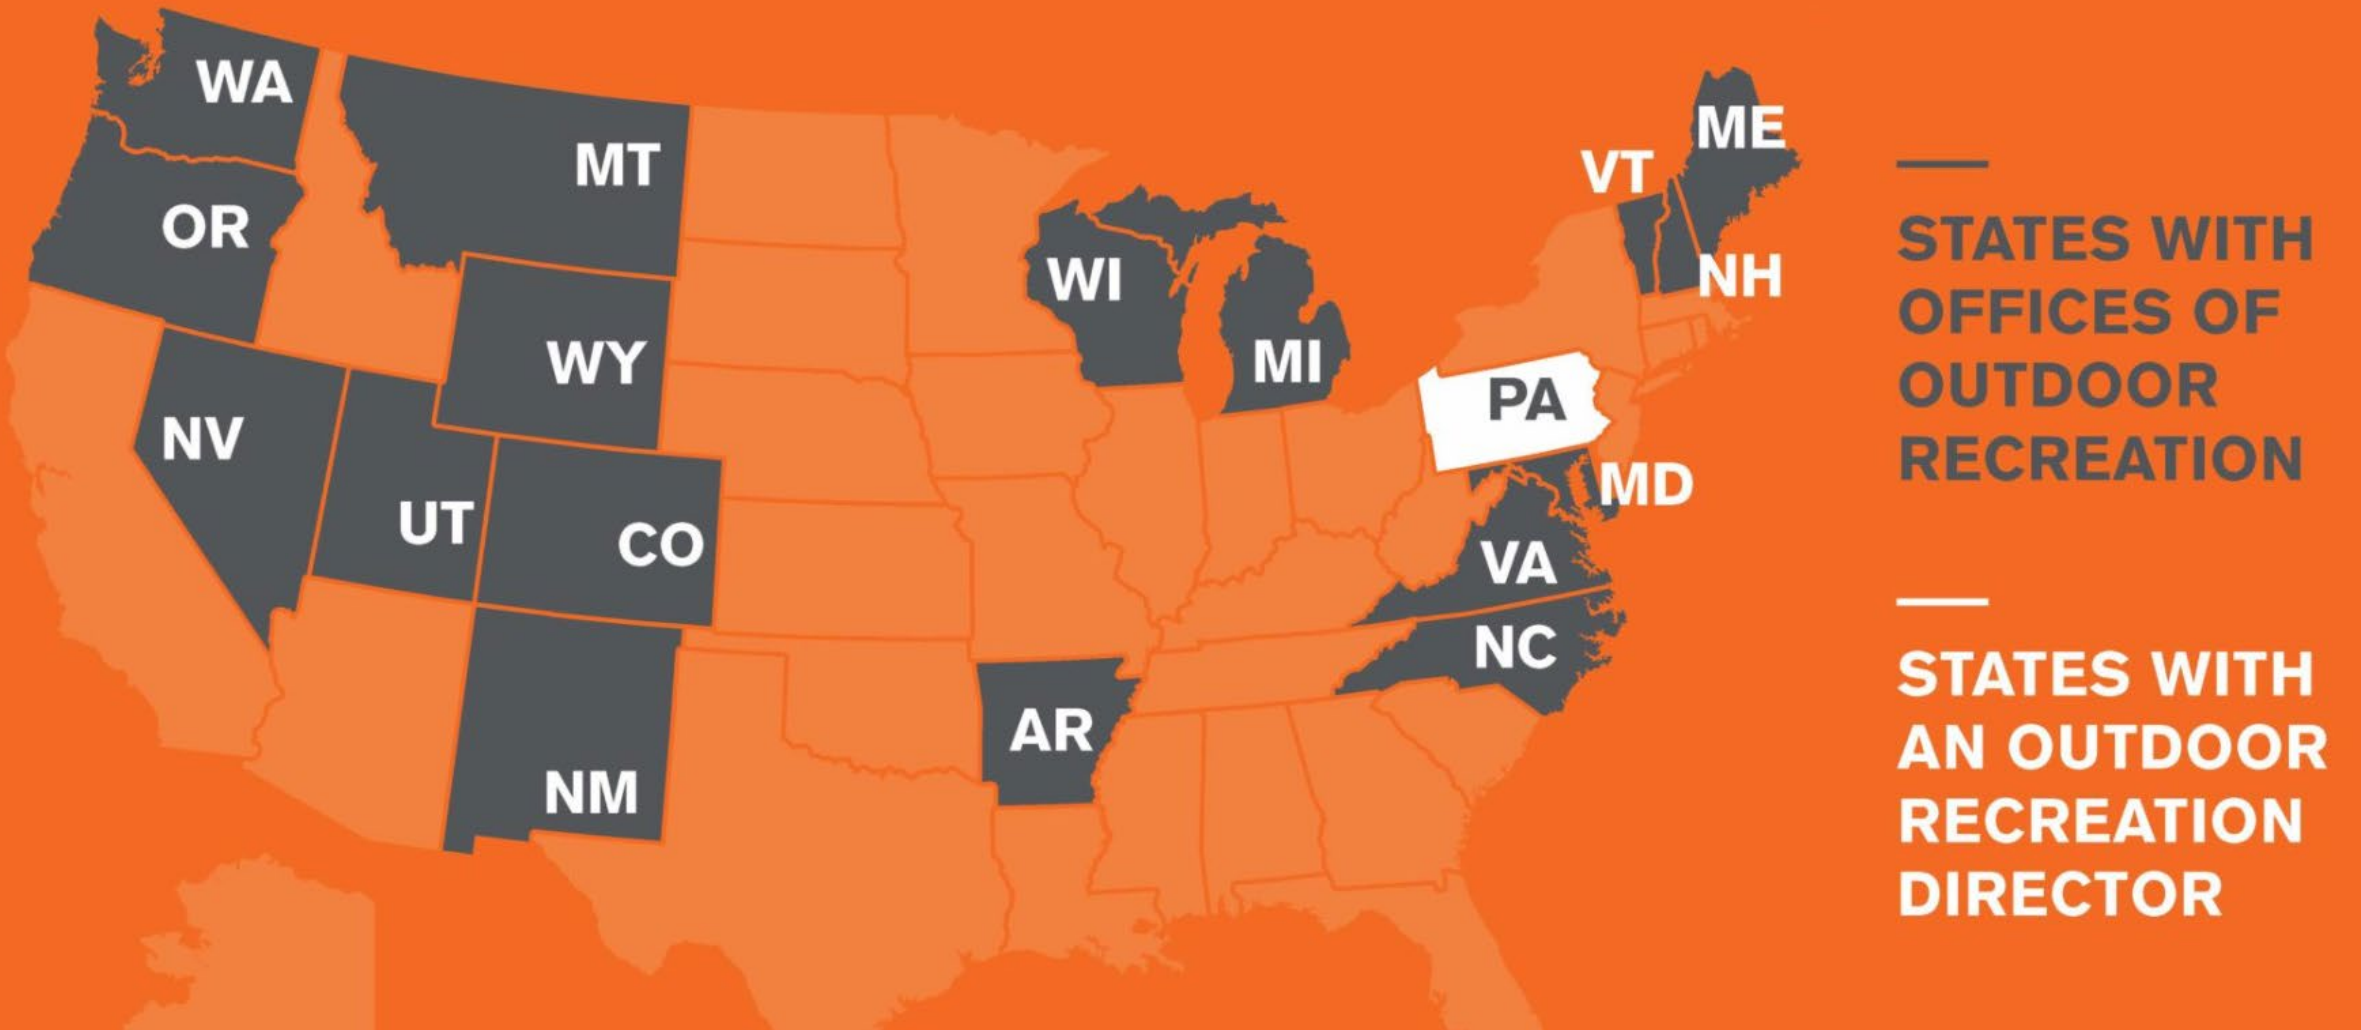 WA
MT
OR
WY
NV
UT
CO
NM
WI
MI
AR
VT
ME
NH
PA
MD
VA
NC
STATES WITH
OFFICES OF
OUTDOOR
RECREATION
STATES WITH
AN OUTDOOR
RECREATION
DIRECTOR